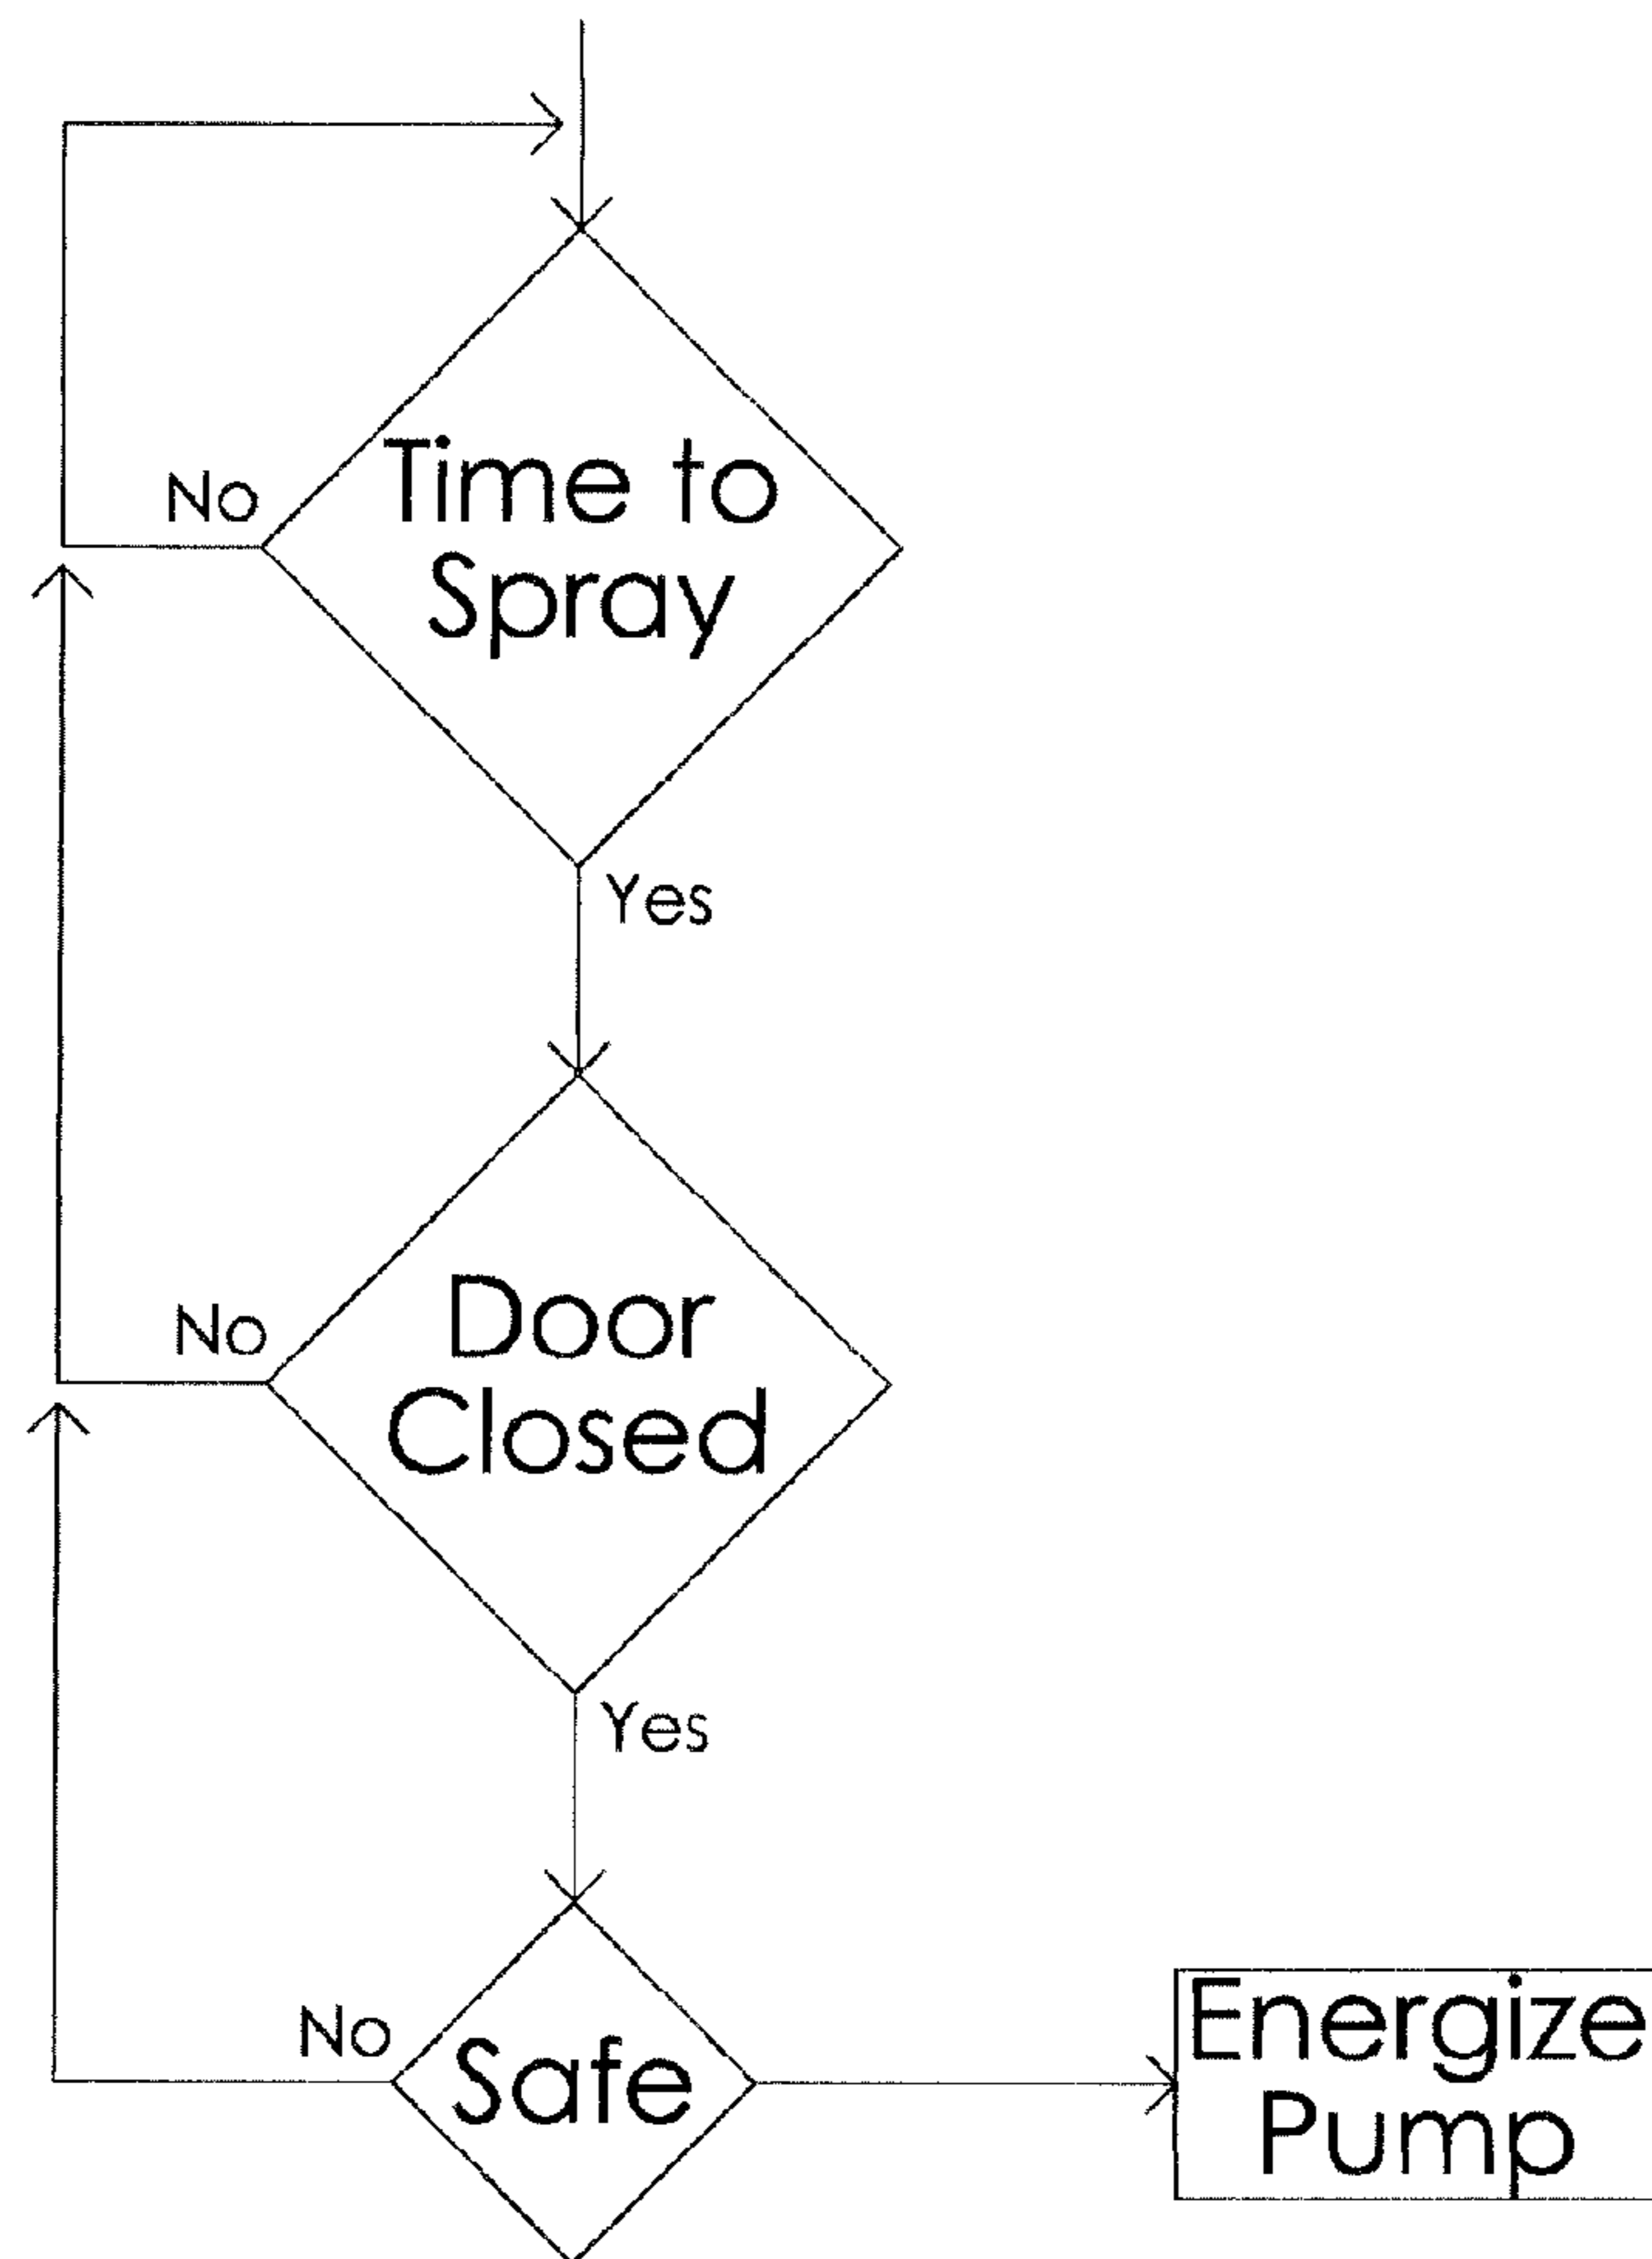 No
Time to
Spray
Yes
No
Door
Closed
Yes
No
Safe
Energize
Pump